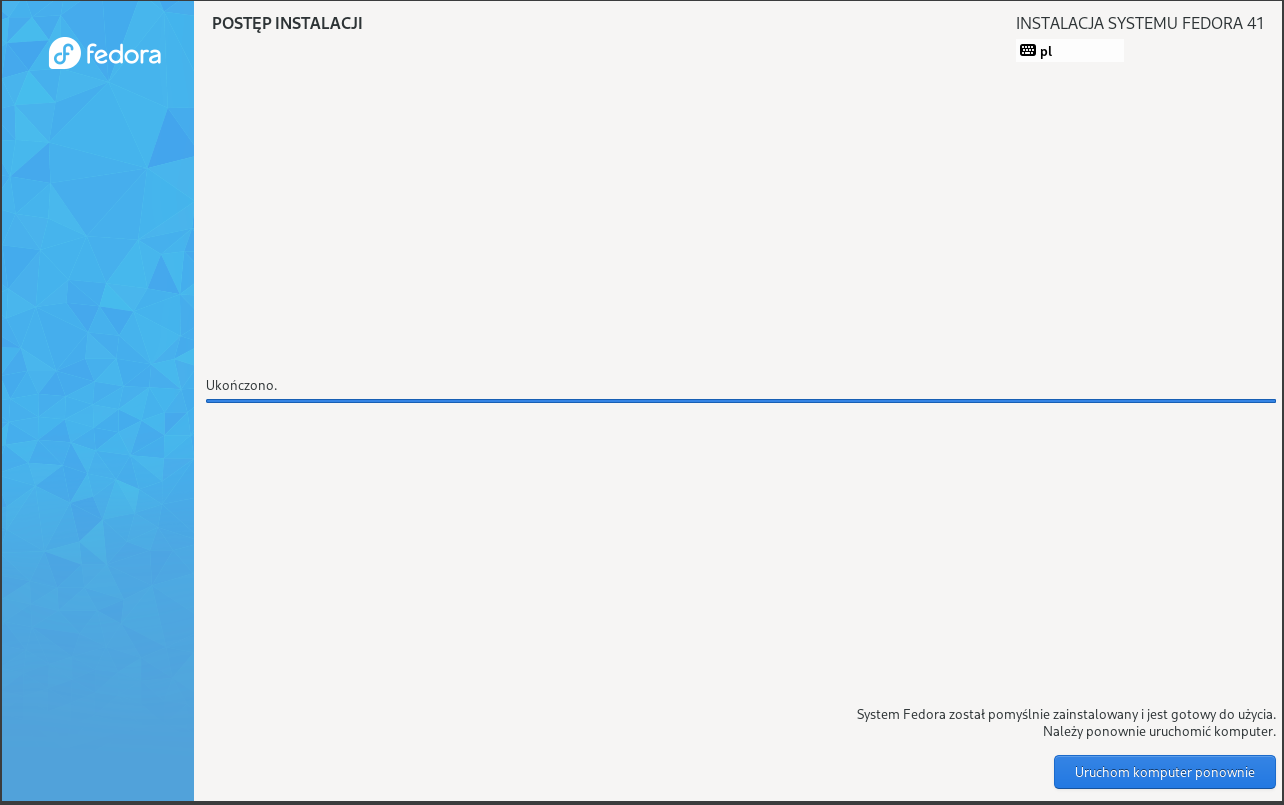 fedora
POSTĘP INSTALACJI
INSTALACJA SYSTEMU FEDORA 41
pl
Ukończono.
System Fedora został pomyślnie zainstalowany i jest gotowy do użycia.
Należy ponownie uruchomić komputer.
Uruchom komputer ponownie